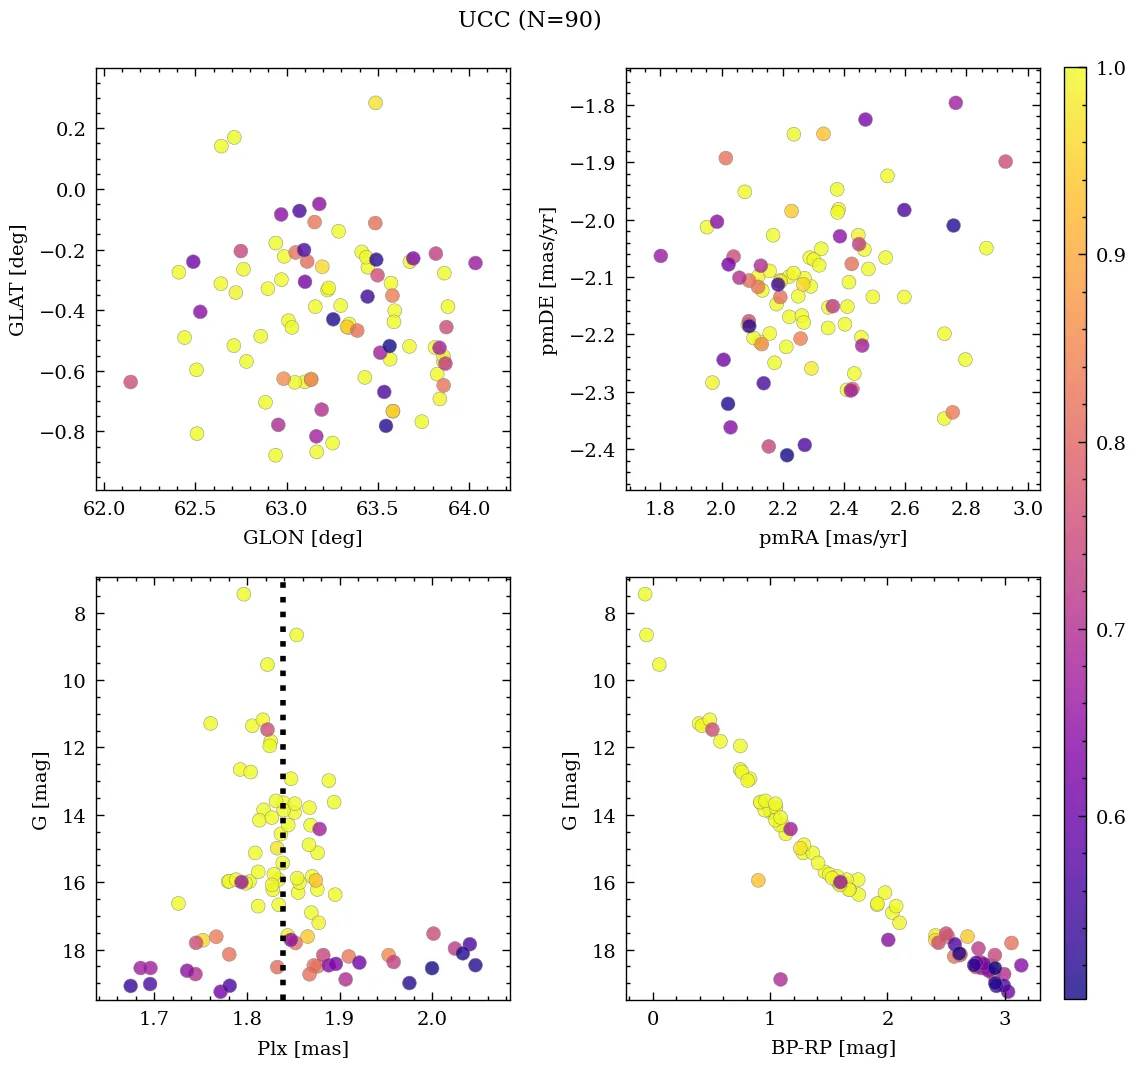 UCC (N=90)
0.2
0.0
−0.2
−0.4
−0.6
−0.8
GLAT [deg]
62.0 62.5 63.0 63.5 64.0
GLON [deg]
−1.8
−1.9
−2.0
−2.1
−2.2
−2.3
−2.4
pmDE [mas/yr]
1.8 2.0 2.2 2.4 2.6 2.8 3.0
pmRA [mas/yr]
8
10
12
14
16
18
G [mag]
1.7 1.8 1.9 2.0
Plx [mas]
8
10
12
14
16
18
G [mag]
0 1 2 3
BP-RP [mag]
1.0
0.9
0.8
0.7
0.6